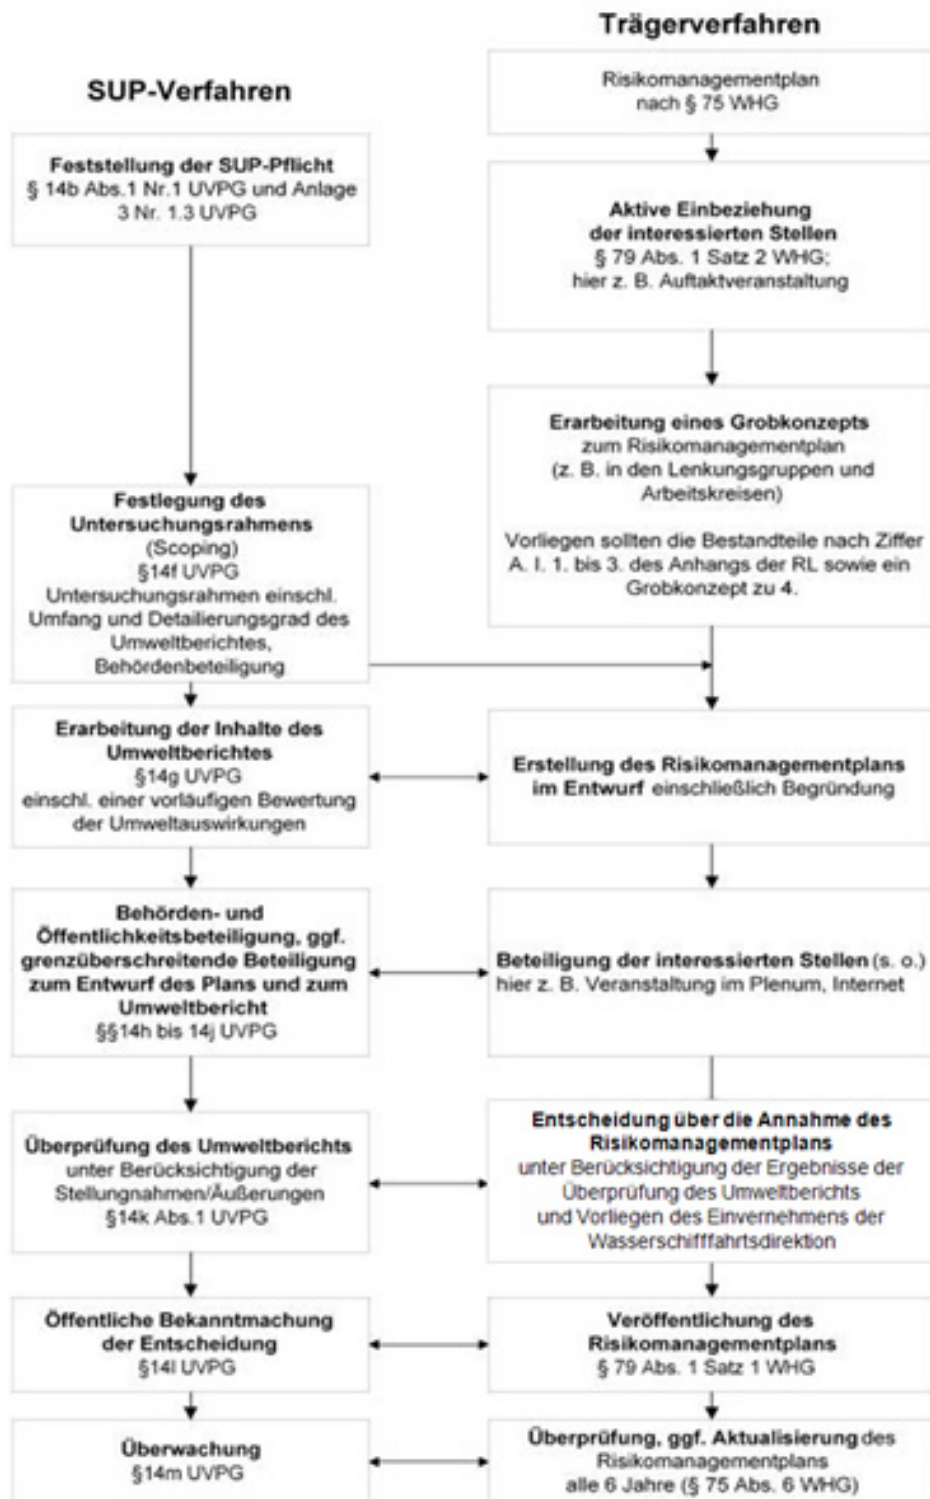 SUP-Verfahren
Feststellung der SUP-Pflicht
§ 14b Abs.1 Nr.1 UVPG und Anlage
3 Nr. 1.3 UVPG
Festlegung des
Untersuchungsrahmens
(Scoping)
§14f UVPG
Untersuchungsrahmen einschl.
Umfang und Detailierungsgrad des
Umweltberichtes,
Behördenbeteiligung
Erarbeitung der Inhalte des
Umweltberichtes
§14g UVPG
einschl. einer vorläufigen Bewertung
der Umweltauswirkungen
Behörden- und
Öffentlichkeitsbeteiligung, ggf.
grenzüberschreitende Beteiligung
zum Entwurf des Plans und zum
Umweltbericht
§§14h bis 14j UVPG
Überprüfung des Umweltberichts
unter Berücksichtigung der
Stellungnahmen/Äußerungen
§14k Abs.1 UVPG
Öffentliche Bekanntmachung
der Entscheidung
§14l UVPG
Überwachung
§14m UVPG
Trägerverfahren
Risikomanagementplan
nach § 75 WHG
Aktive Einbeziehung
der interessierten Stellen
§ 79 Abs. 1 Satz 2 WHG;
hier z. B. Auftaktveranstaltung
Erarbeitung eines Grobkonzepts
zum Risikomanagementplan
(z. B. in den Lenkungsgruppen und
Arbeitskreisen)
Vorliegen sollten die Bestandteile nach Ziffer
A. I. 1. bis 3. des Anhangs der RL sowie ein
Grobkonzept zu 4.
Erstellung des Risikomanagementplans
im Entwurf einschließlich Begründung
Beteiligung der interessierten Stellen (s. o.)
hier z. B. Veranstaltung im Plenum, Internet
Entscheidung über die Annahme des
Risikomanagementplans
unter Berücksichtigung der Ergebnisse der
Überprüfung des Umweltberichts
und Vorliegen des Einvernehmens der
Wasserschifffahrtsdirektion
Veröffentlichung des
Risikomanagementplans
§ 79 Abs. 1 Satz 1 WHG
Überprüfung, ggf. Aktualisierung des
Risikomanagementplans
alle 6 Jahre (§ 75 Abs. 6 WHG)